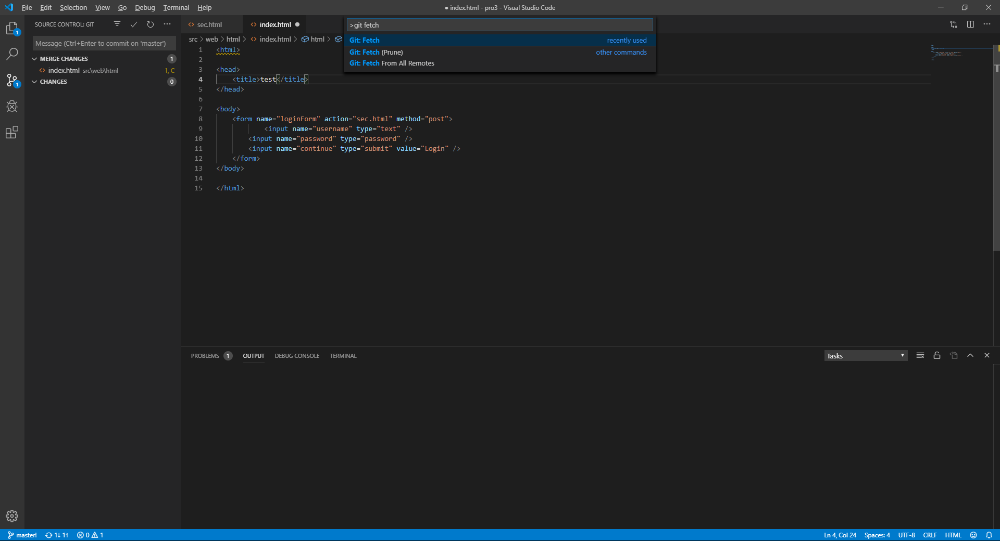 File Edit Selection View Go Debug Terminal Help
● index.html - pro3 - Visual Studio Code
SOURCE CONTROL: GIT
Message (Ctrl+Enter to commit on 'master')
MERGE CHANGES 1
index.html src\web\html 1, C
CHANGES 0
1
1
sec.html
index.html
src > web > html > index.html > html >
>git fetch
Git: Fetch recently used
Git: Fetch (Prune) other commands
Git: Fetch From All Remotes
1 <html>
2
3 <head>
4 <title>test</title>
5 </head>
6
7 <body>
8 <form name="loginForm" action="sec.html" method="post">
9 <input name="username" type="text" />
10 <input name="password" type="password" />
11 <input name="continue" type="submit" value="Login" />
12 </form>
13 </body>
14
15 </html>
PROBLEMS 1 OUTPUT DEBUG CONSOLE TERMINAL
Tasks
master! 1↓ 1↑ 0 1
Ln 4, Col 24 Spaces: 4 UTF-8 CRLF HTML